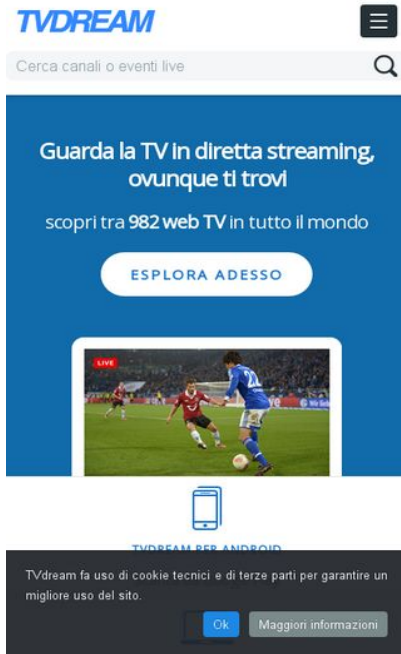 TVDREAM
Cerca canali o eventi live
Guarda la TV in diretta streaming,
ovunque ti trovi
scopri tra 982 web TV in tutto il mondo
ESPLORA ADESSO
LIVE
22
TVDREAM PER ANDROID
TVdream fa uso di cookie tecnici e di terze parti per garantire un
migliore uso del sito.
Ok
Maggiori informazioni